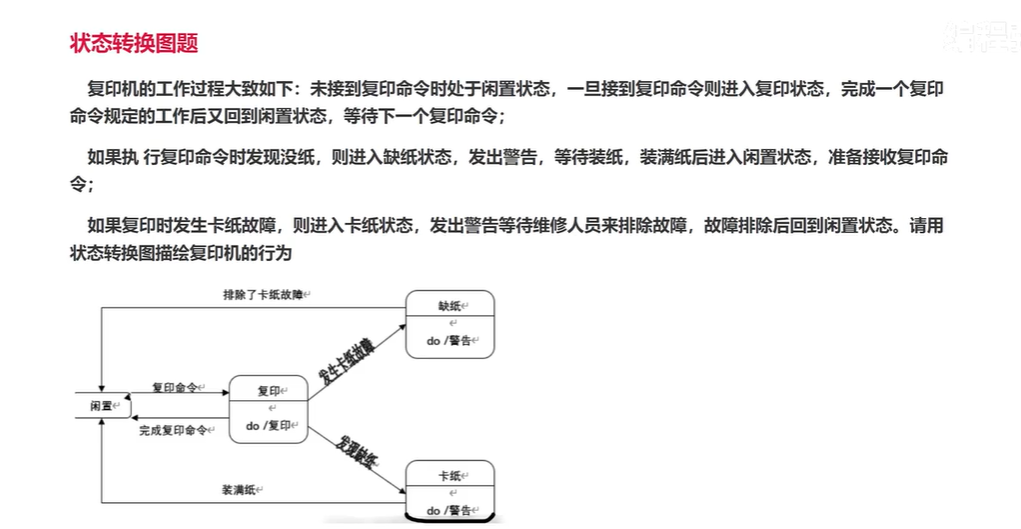 状态转换图题
复印机的工作过程大致如下：未接到复印命令时处于闲置状态，一旦接到复印命令则进入复印状态，完成一个复印
命令规定的工作后又回到闲置状态，等待下一个复印命令；
如果执 行复印命令时发现没纸，则进入缺纸状态，发出警告，等待装纸，装满纸后进入闲置状态，准备接收复印命
令；
如果复印时发生卡纸故障，则进入卡纸状态，发出警告等待维修人员来排除故障，故障排除后回到闲置状态。请用
状态转换图描绘复印机的行为
排除了卡纸故障↵
缺纸↵
↵
do /警告↵
发生卡纸故障
复印命令↵
复印↵
闲置↵
↵
do /复印↵
完成复印命令↵
发现缺纸
卡纸↵
↵
装满纸↵
do /警告↵